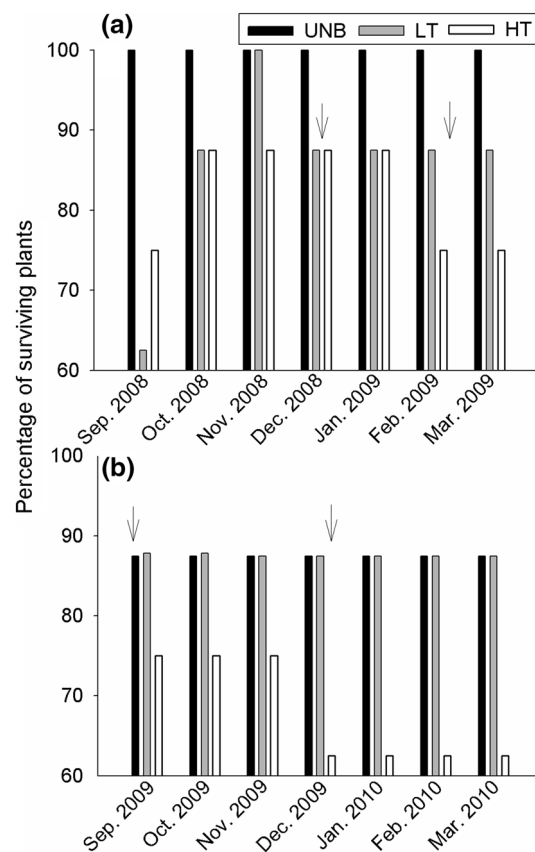 (a)
UNB LT HT
100
90
80
70
60
Percentage of surviving plants
Sep. 2008
Oct. 2008
Nov. 2008
Dec. 2008
Jan. 2009
Feb. 2009
Mar. 2009
(b)
100
90
80
70
60
Sep. 2009
Oct. 2009
Nov. 2009
Dec. 2009
Jan. 2010
Feb. 2010
Mar. 2010